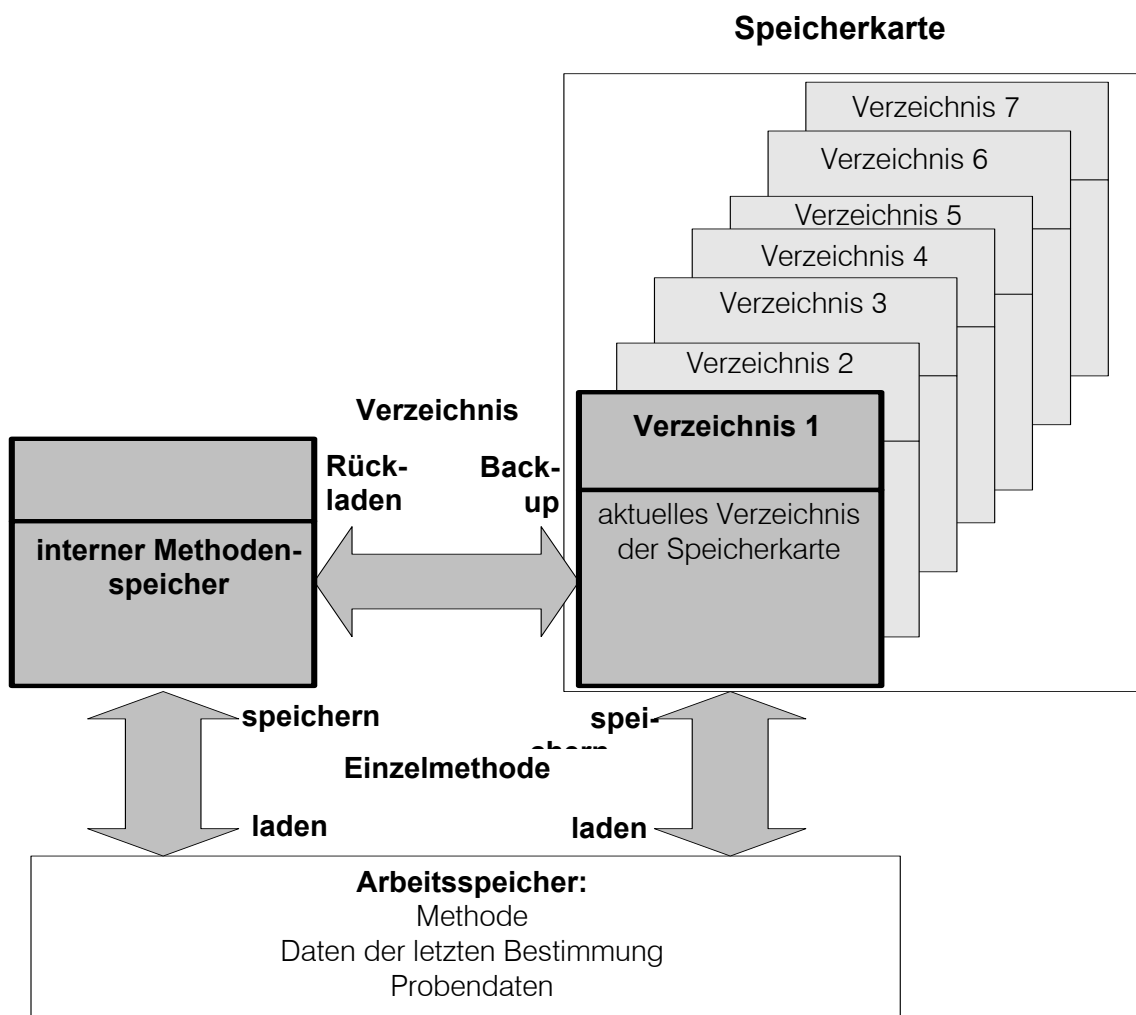 Speicherkarte
Verzeichnis 7
Verzeichnis 6
Verzeichnis 5
Verzeichnis 4
Verzeichnis 3
Verzeichnis 2
Verzeichnis 1
aktuelles Verzeichnis
der Speicherkarte
Verzeichnis
Rück-
laden
Back-
up
interner Methoden-
speicher
speichern
spei-
chern
Einzelmethode
laden
laden
Arbeitsspeicher:
Methode
Daten der letzten Bestimmung
Probendaten